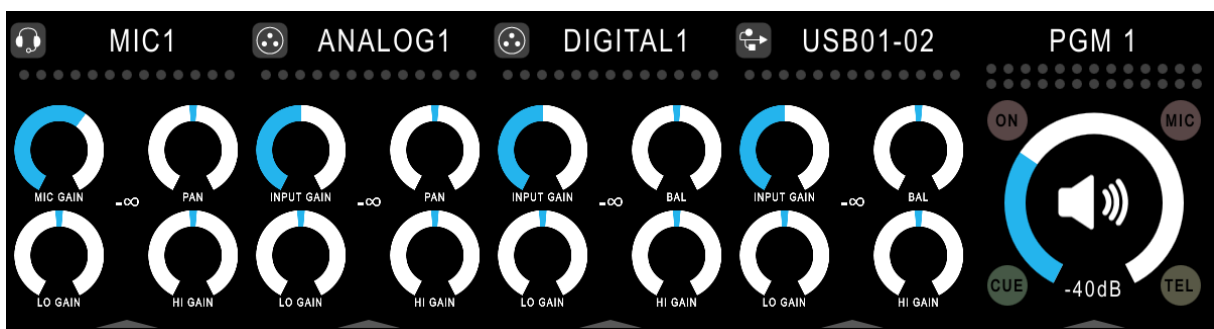 MIC1
ANALOG1
DIGITAL1
USB01-02
PGM 1
ON
MIC
MIC GAIN
-∞
PAN
INPUT GAIN
-∞
PAN
INPUT GAIN
-∞
BAL
INPUT GAIN
-∞
BAL
LO GAIN
HI GAIN
LO GAIN
HI GAIN
LO GAIN
HI GAIN
LO GAIN
HI GAIN
CUE
-40dB
TEL